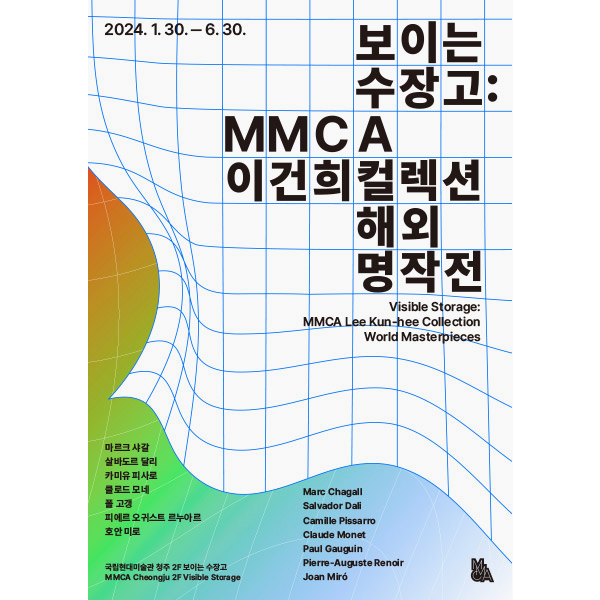 2024. 1. 30. — 6. 30.
보이는
수장고:
MMCA
이건희컬렉션
해외
명작전
Visible Storage:
MMCA Lee Kun-hee Collection
World Masterpieces
마르크 샤갈
살바도르 달리
카미유 피사로
클로드 모네
폴 고갱
피에르 오귀스트 르누아르
호안 미로
국립현대미술관 청주 2F 보이는 수장고
MMCA Cheongju 2F Visible Storage
Marc Chagall
Salvador Dali
Camille Pissarro
Claude Monet
Paul Gauguin
Pierre-Auguste Renoir
Joan Miró
MMCA